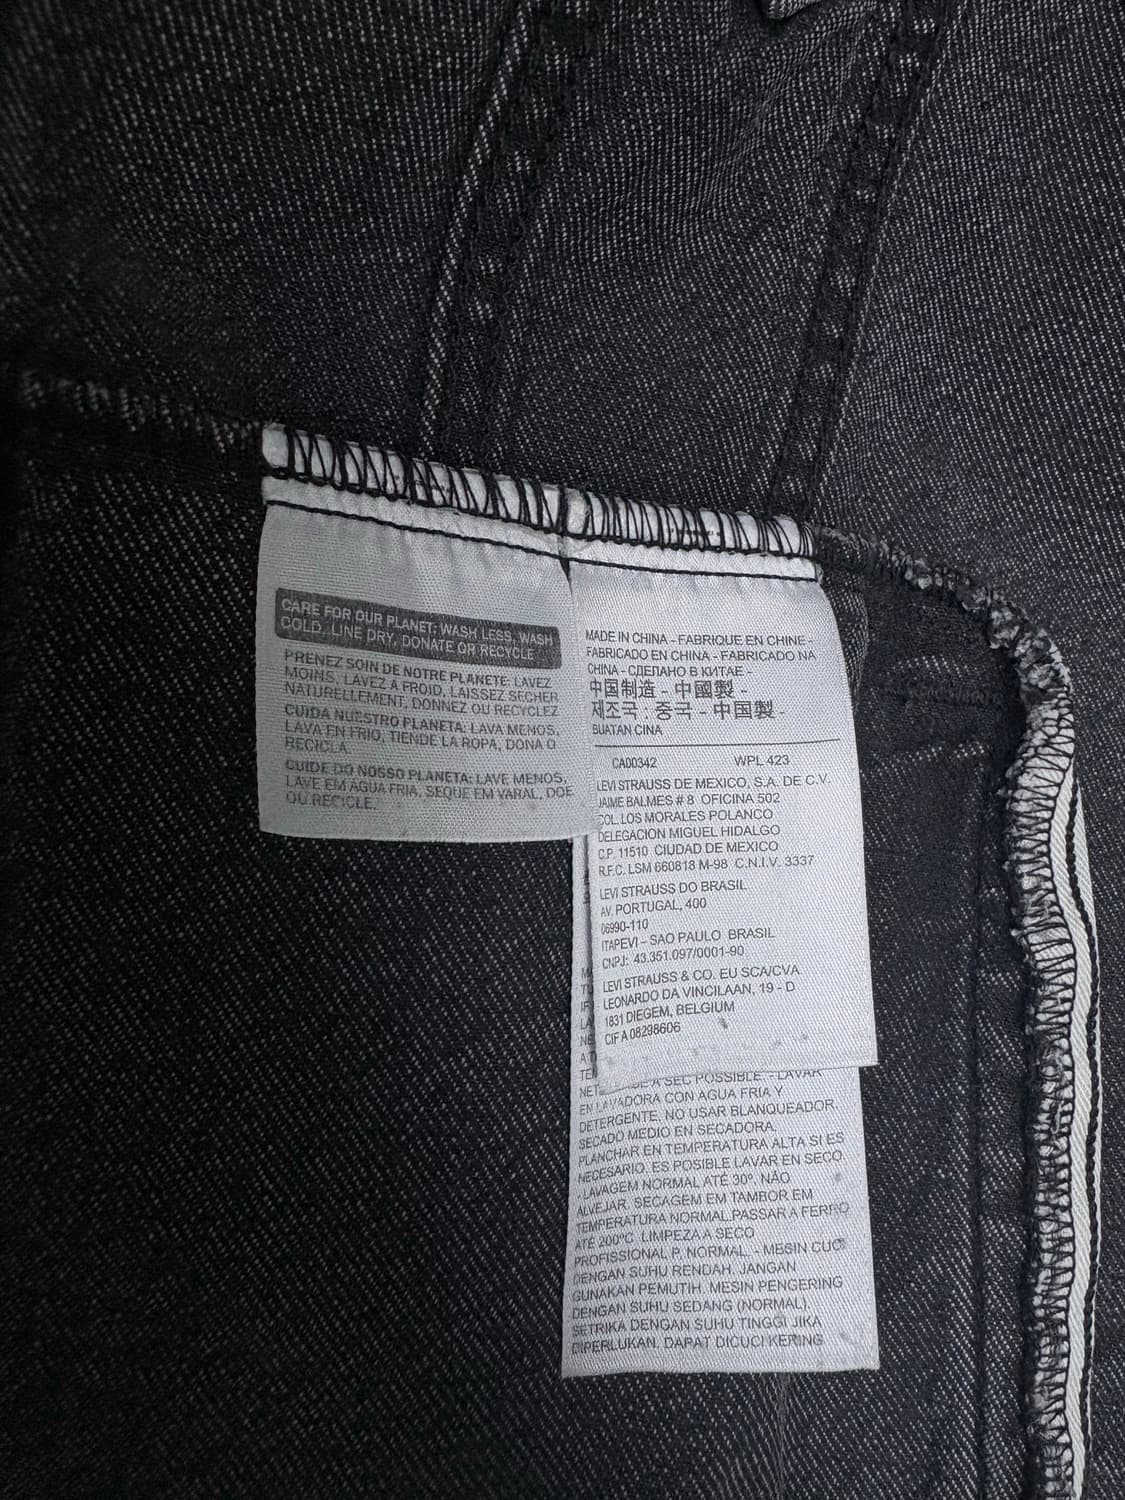 CARE FOR OUR PLANET: WASH LESS, WASH
COLD, LINE DRY, DONATE OR RECYCLE
PRENEZ SOIN DE NOTRE PLANETE: LAVEZ
MOINS, LAVEZ À FROID, LAISSEZ SÉCHER
NATURELLEMENT, DONNEZ OU RECYCLEZ
CUIDA NUESTRO PLANETA: LAVA MENOS,
LAVA EN FRIO, TIENDE LA ROPA, DONA O
RECICLA.
CUIDE DO NOSSO PLANETA: LAVE MENOS,
LAVE EM ÁGUA FRIA, SEQUE EM VARAL, DOE
OU RECICLE.
MADE IN CHINA - FABRIQUE EN CHINE -
FABRICADO EN CHINA - FABRICADO NA
CHINA - СДЕЛАНО В КИТАЕ -
中国制造 - 中國製 -
제조국 : 중국 - 中国製 -
BUATAN CINA
CA00342 WPL 423
LEVI STRAUSS DE MEXICO, S.A. DE C.V.
JAIME BALMES # 8 OFICINA 502
COL. LOS MORALES POLANCO
DELEGACION MIGUEL HIDALGO
C.P. 11510 CIUDAD DE MEXICO
R.F.C. LSM 660818 M-98 C.N.I.V. 3337
LEVI STRAUSS DO BRASIL
AV. PORTUGAL, 400
06990-110
ITAPEVI – SAO PAULO BRASIL
CNPJ: 43.351.097/0001-90
LEVI STRAUSS & CO. EU SCA/CVA
LEONARDO DA VINCILAAN, 19 - D
1831 DIEGEM, BELGIUM
CIF A 08298606
A SEC POSSIBLE. - LAVAR
EN LAVADORA CON AGUA FRIA Y
DETERGENTE. NO USAR BLANQUEADOR.
SECADO MEDIO EN SECADORA.
PLANCHAR EN TEMPERATURA ALTA SI ES
NECESARIO. ES POSIBLE LAVAR EN SECO.
- LAVAGEM NORMAL ATÉ 30º. NÃO
ALVEJAR. SECAGEM EM TAMBOR EM
TEMPERATURA NORMAL.PASSAR A FERRO
ATÉ 200ºC LIMPEZA A SECO
PROFISSIONAL P, NORMAL. - MESIN CUCI
DENGAN SUHU RENDAH. JANGAN
GUNAKAN PEMUTIH. MESIN PENGERING
DENGAN SUHU SEDANG (NORMAL).
SETRIKA DENGAN SUHU TINGGI JIKA
DIPERLUKAN. DAPAT DICUCI KERING